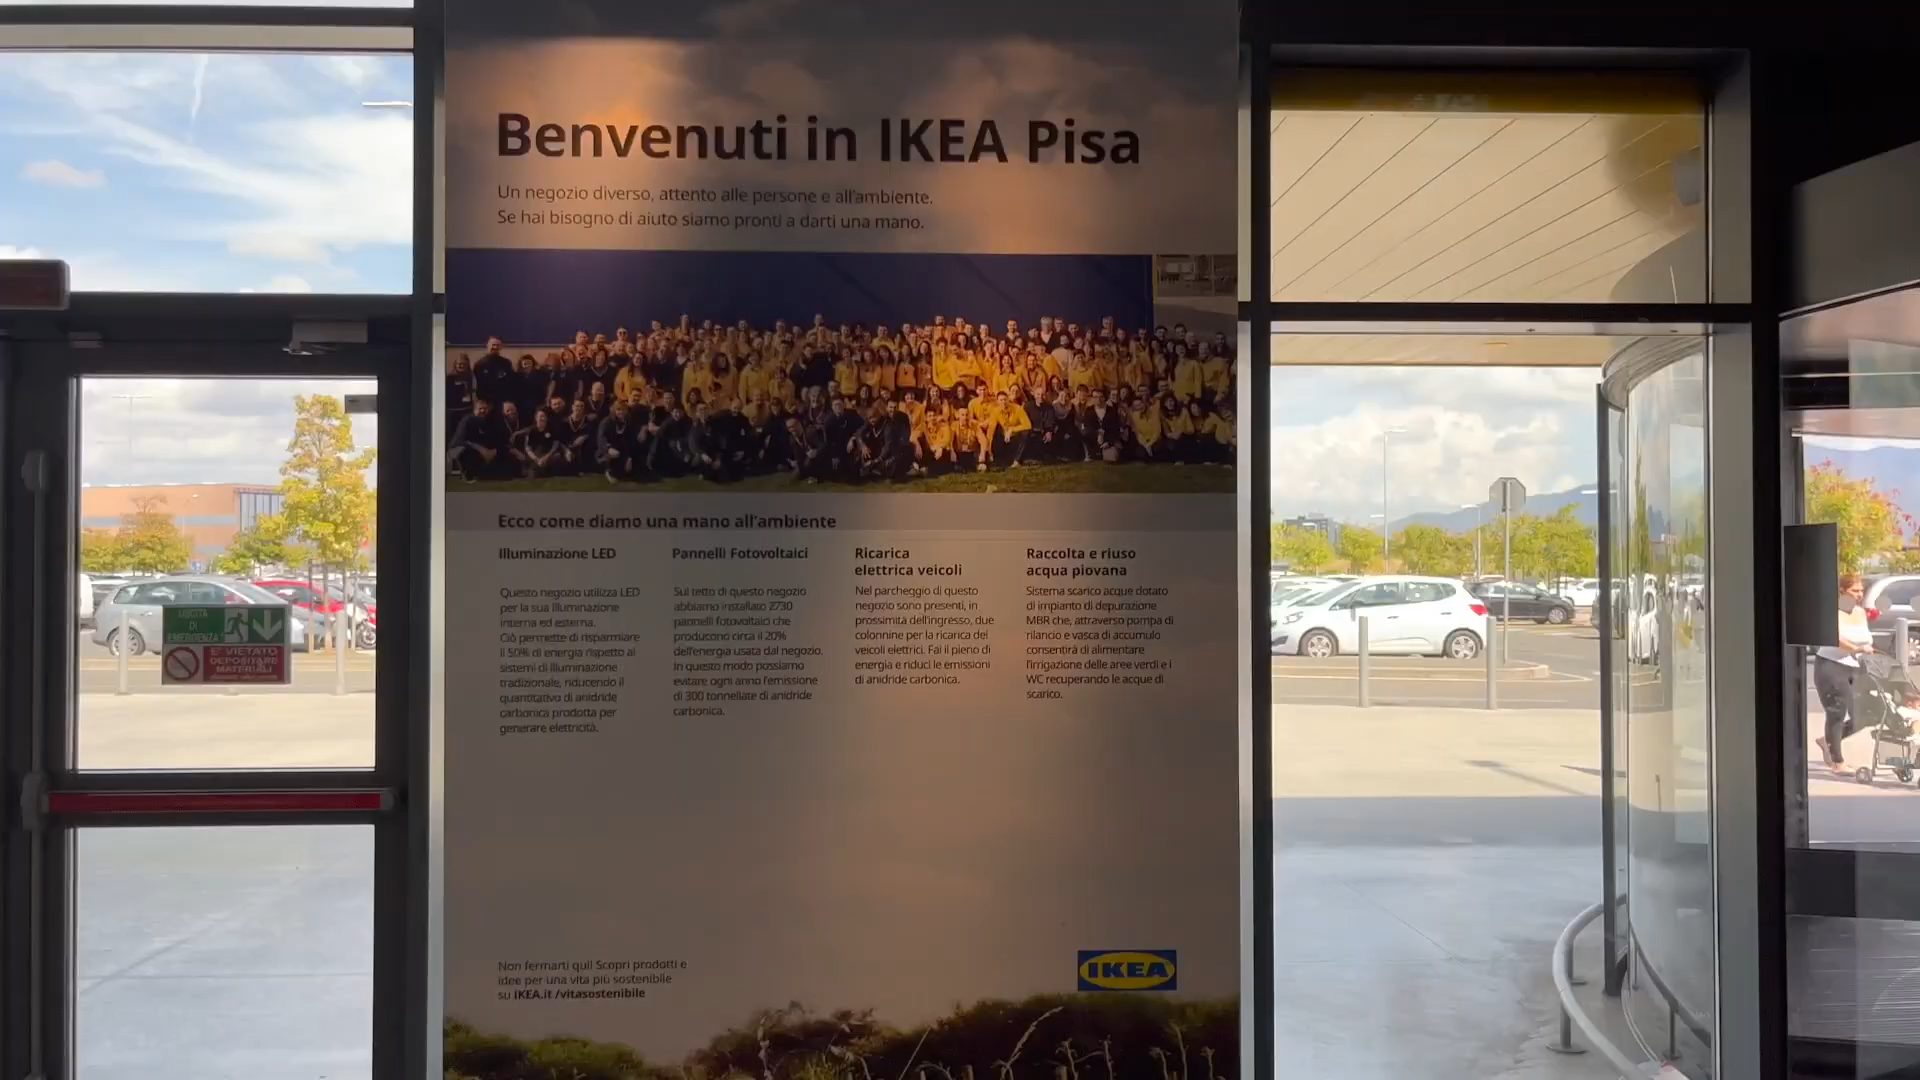 Benvenuti in IKEA Pisa
Un negozio diverso, attento alle persone e all'ambiente.
Se hai bisogno di aiuto siamo pronti a darti una mano.
Ecco come diamo una mano all'ambiente
Illuminazione LED
Questo negozio utilizza LED
per la sua illuminazione
interna ed esterna.
Ciò permette di risparmiare
il 50% di energia rispetto ai
sistemi di illuminazione
tradizionale, riducendo il
quantitativo di anidride
carbonica prodotta per
generare elettricità.
Pannelli Fotovoltaici
Sul tetto di questo negozio
abbiamo installato 2730
pannelli fotovoltaici che
producono circa il 20%
dell'energia usata dal negozio.
In questo modo possiamo
evitare ogni anno l'emissione
di 300 tonnellate di anidride
carbonica.
Ricarica
elettrica veicoli
Nel parcheggio di questo
negozio sono presenti, in
prossimità dell'ingresso, due
colonnine per la ricarica dei
veicoli elettrici. Fai il pieno di
energia e riduci le emissioni
di anidride carbonica.
Raccolta e riuso
acqua piovana
Sistema scarico acque dotato
di impianto di depurazione
MBR che, attraverso pompa di
rilancio e vasca di accumulo
consentirà di alimentare
l'irrigazione delle aree verdi e i
WC recuperando le acque di
scarico.
Non fermarti qui! Scopri prodotti e
idee per una vita più sostenibile
su IKEA.it/vitasostenibile
IKEA
USCITA
DI
EMERGENZA
E' VIETATO
DEPOSITARE
MATERIALI